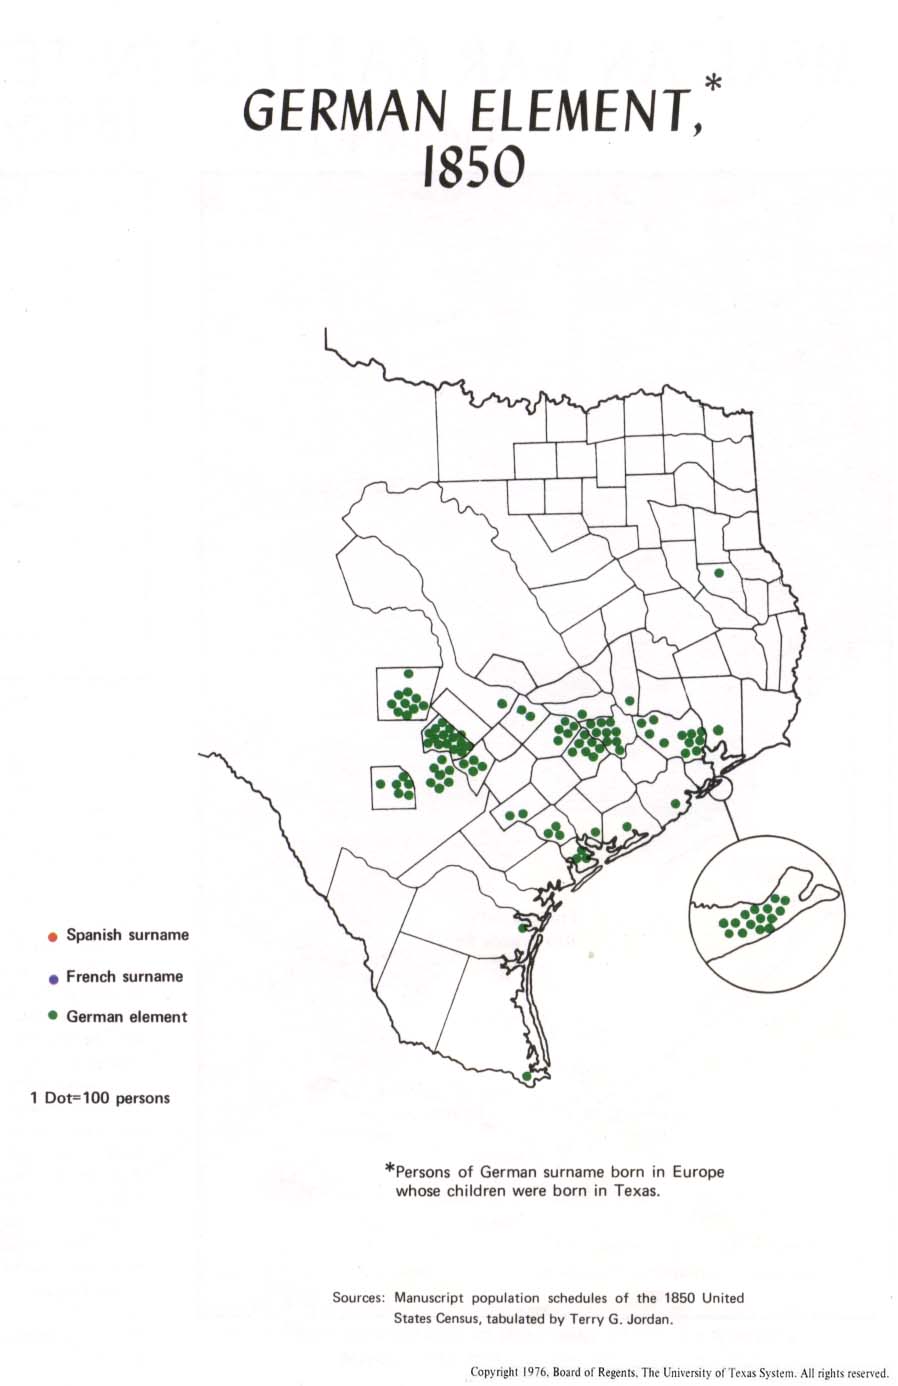 GERMAN ELEMENT,*
1850
Spanish surname
French surname
German element
1 Dot=100 persons
*Persons of German surname born in Europe
whose children were born in Texas.
Sources: Manuscript population schedules of the 1850 United
States Census, tabulated by Terry G. Jordan.
Copyright 1976, Board of Regents, The University of Texas System. All rights reserved.